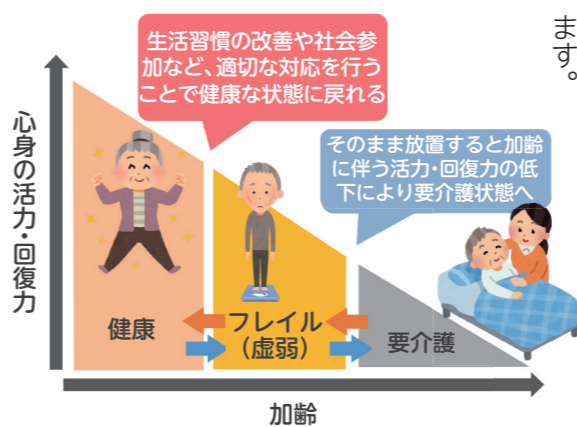 ます。
生活習慣の改善や社会参
加など、適切な対応を行う
ことで健康な状態に戻れる
そのまま放置すると加齢
に伴う活力・回復力の低
下により要介護状態へ
心身の活力・回復力
健康
フレイル
（虚弱）
要介護
加齢